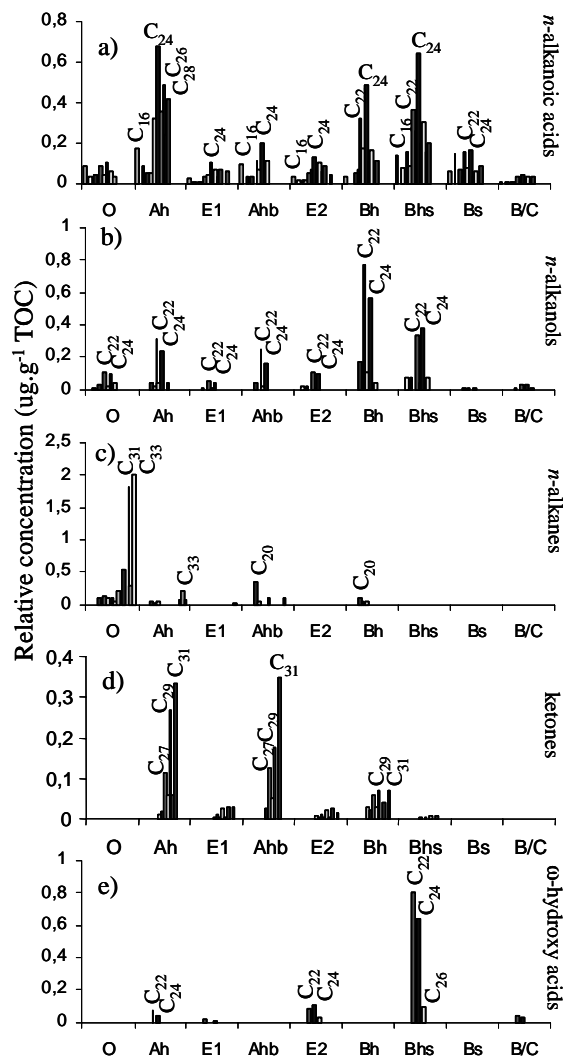 Relative concentration (ug.g-1 TOC)
a)
n-alkanoic acids
0,8
0,6
0,4
0,2
0
C16
C24
C26
C28
C24
C16
C24
C16
C24
C22
C24
C16
C22
C24
C22
C24
O Ah E1 Ahb E2 Bh Bhs Bs B/C
b)
n-alkanols
1
0,8
0,6
0,4
0,2
0
C22
C24
C22
C24
C22
C24
C22
C24
C22
C24
C22
C24
C22
C24
O Ah E1 Ahb E2 Bh Bhs Bs B/C
c)
n-alkanes
2,5
2
1,5
1
0,5
0
C31
C33
C33
C20
C20
O Ah E1 Ahb E2 Bh Bhs Bs B/C
d)
ketones
0,4
0,3
0,2
0,1
0
C27
C29
C31
C27
C29
C31
C29
C31
O Ah E1 Ahb E2 Bh Bhs Bs B/C
e)
ω-hydroxy acids
1
0,8
0,6
0,4
0,2
0
C22
C24
C22
C24
C22
C24
C26
O Ah E1 Ahb E2 Bh Bhs Bs B/C